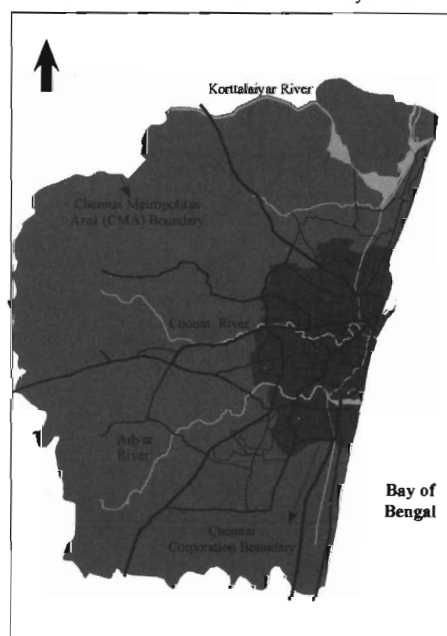 Korttalaiyar River
Chennai Metropolitan
Area (CMA) Boundary
Cooum River
Adyar
River
Bay of
Bengal
Chennai
Corporation Boundary